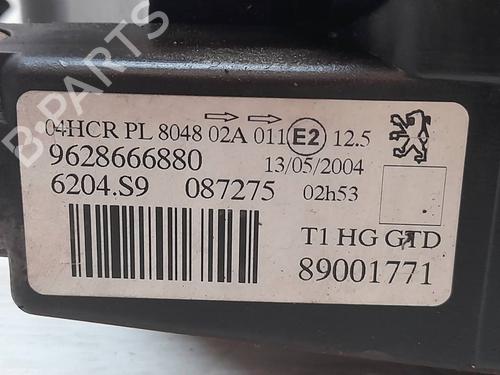 B-PARTS
04HCR PL 8048 02A 011 E2 12.5
9628666880 13/05/2004
6204.S9 087275 02h53
T1 HG GTD
89001771